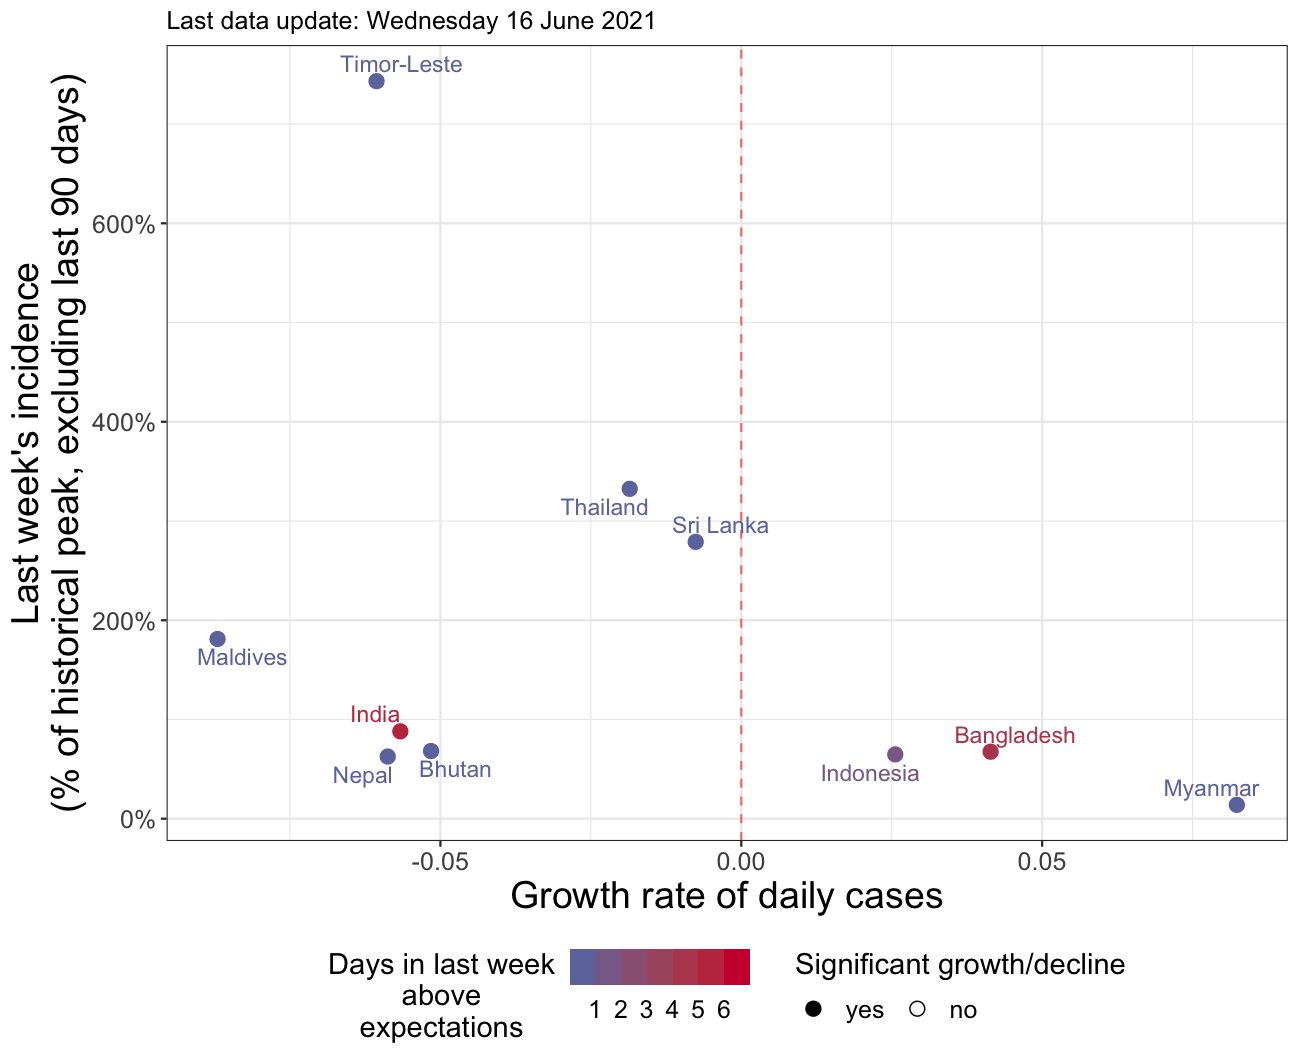 Last data update: Wednesday 16 June 2021
Last week's incidence
(% of historical peak, excluding last 90 days)
600%
400%
200%
0%
Timor-Leste
Thailand
Sri Lanka
Maldives
India
Nepal
Bhutan
Bangladesh
Indonesia
Myanmar
-0.05
0.00
0.05
Growth rate of daily cases
Days in last week
above
expectations
1 2 3 4 5 6
Significant growth/decline
yes no